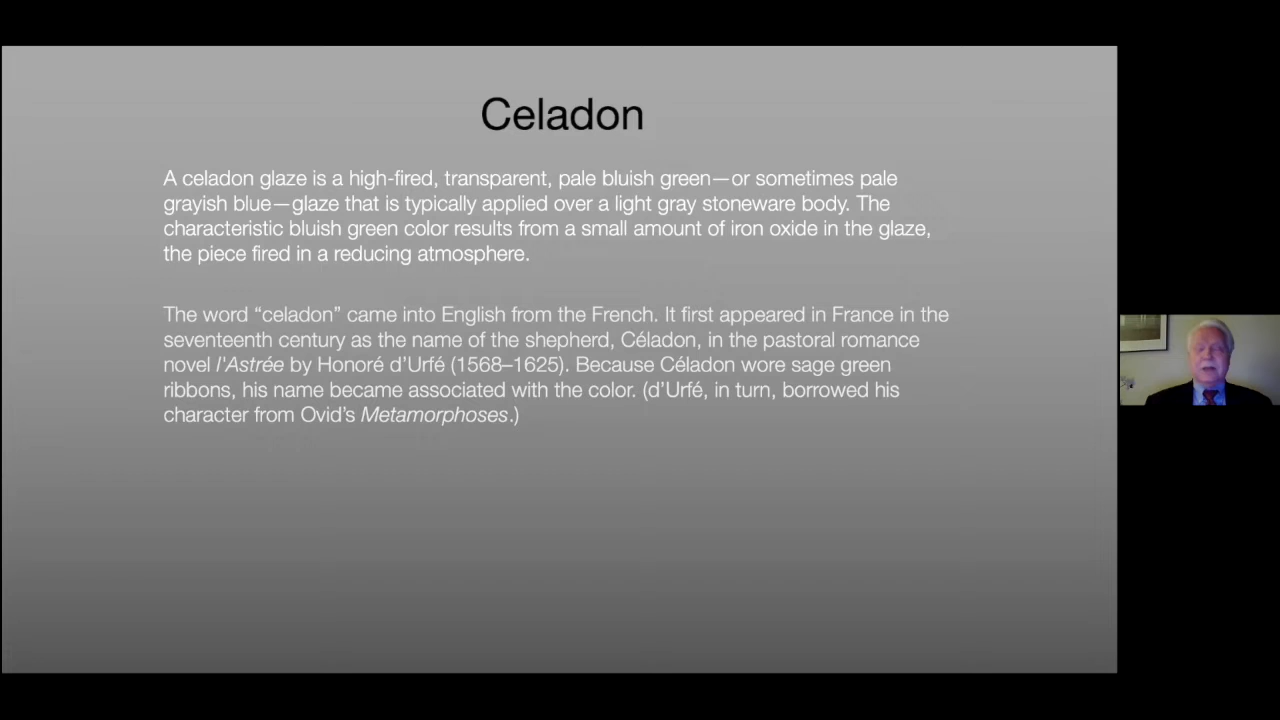 Celadon
A celadon glaze is a high-fired, transparent, pale bluish green—or sometimes pale
grayish blue—glaze that is typically applied over a light gray stoneware body. The
characteristic bluish green color results from a small amount of iron oxide in the glaze,
the piece fired in a reducing atmosphere.
The word “celadon” came into English from the French. It first appeared in France in the
seventeenth century as the name of the shepherd, Céladon, in the pastoral romance
novel l'Astrée by Honoré d’Urfé (1568–1625). Because Céladon wore sage green
ribbons, his name became associated with the color. (d’Urfé, in turn, borrowed his
character from Ovid’s Metamorphoses.)